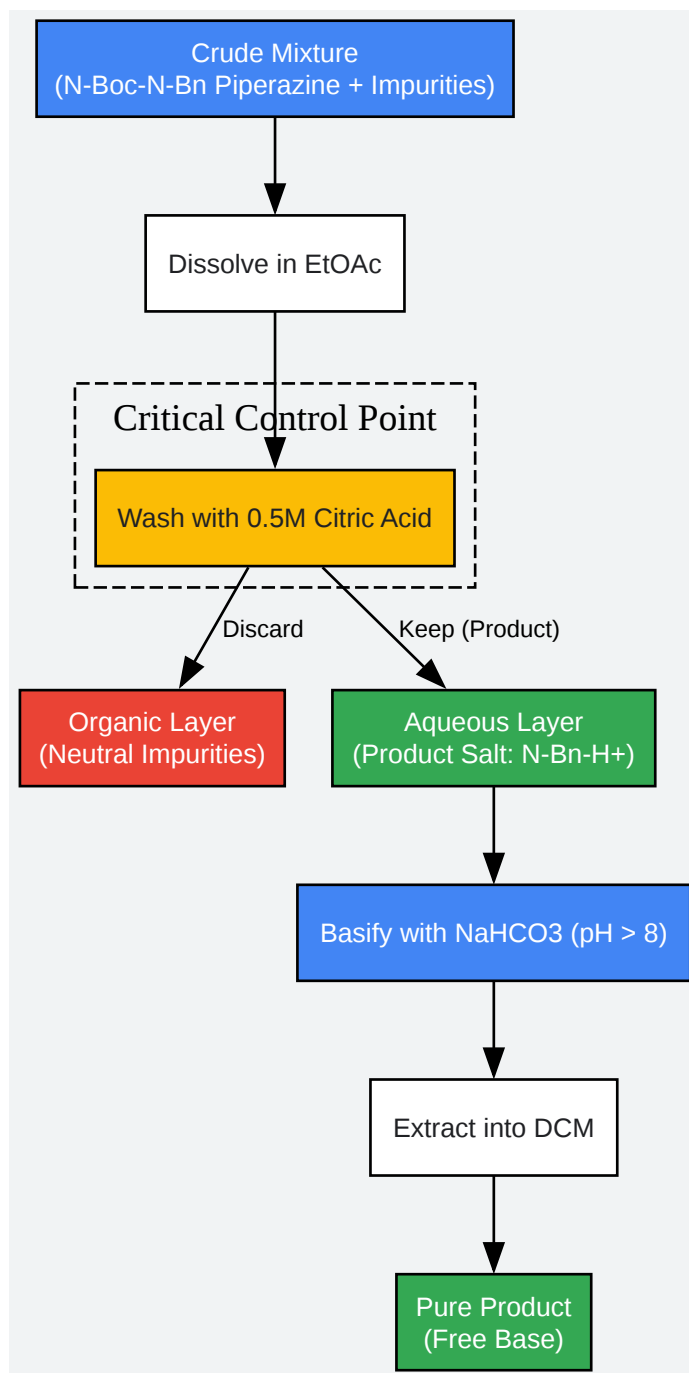 Crude Mixture
(N-Boc-N-Bn Piperazine + Impurities)
Dissolve in EtOAc
Critical Control Point
Wash with 0.5M Citric Acid
Discard
Keep (Product)
Organic Layer
(Neutral Impurities)
Aqueous Layer
(Product Salt: N-Bn-H+)
Basify with NaHCO3 (pH > 8)
Extract into DCM
Pure Product
(Free Base)